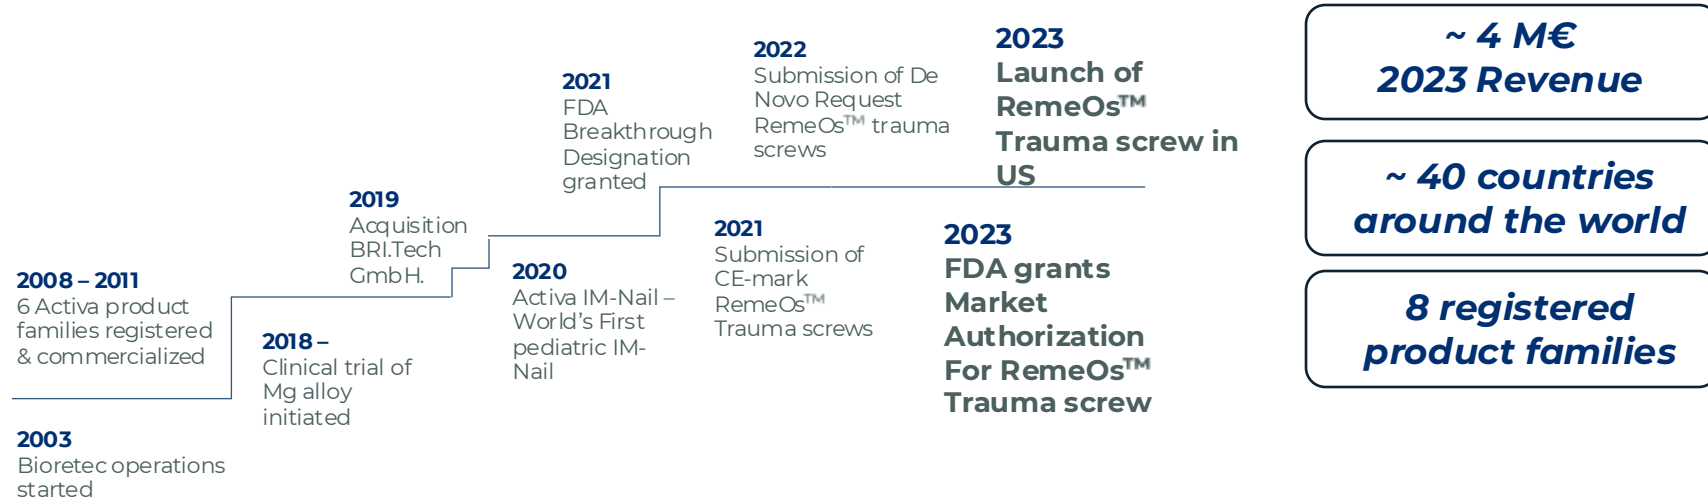 2003
Bioretec operations
started
2008 – 2011
6 Activa product
families registered
& commercialized
2018 –
Clinical trial of
Mg alloy
initiated
2019
Acquisition
BRI.Tech
GmbH.
2020
Activa IM-Nail –
World's First
pediatric IM-
Nail
2021
FDA
Breakthrough
Designation
granted
2021
Submission of
CE-mark
RemeOs™
Trauma screws
2022
Submission of De
Novo Request
RemeOs™ trauma
screws
2023
FDA grants
Market
Authorization
For RemeOs™
Trauma screw
2023
Launch of
RemeOs™
Trauma screw in
US
~ 4 M€
2023 Revenue
~ 40 countries
around the world
8 registered
product families